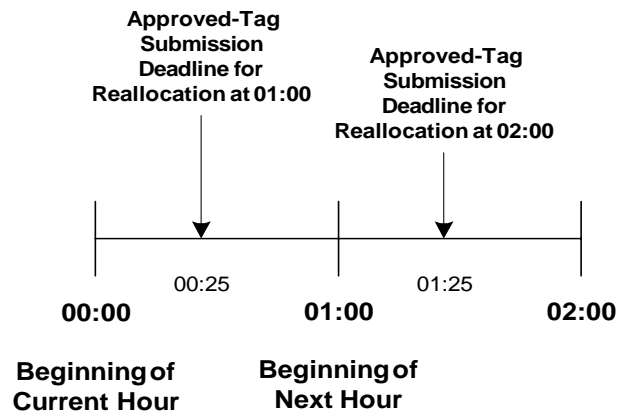 Approved-Tag
Submission
Deadline for
Reallocation at 01:00
Approved-Tag
Submission
Deadline for
Reallocation at 02:00
00:25
01:25
00:00
01:00
02:00
Beginning of
Current Hour
Beginning of
Next Hour